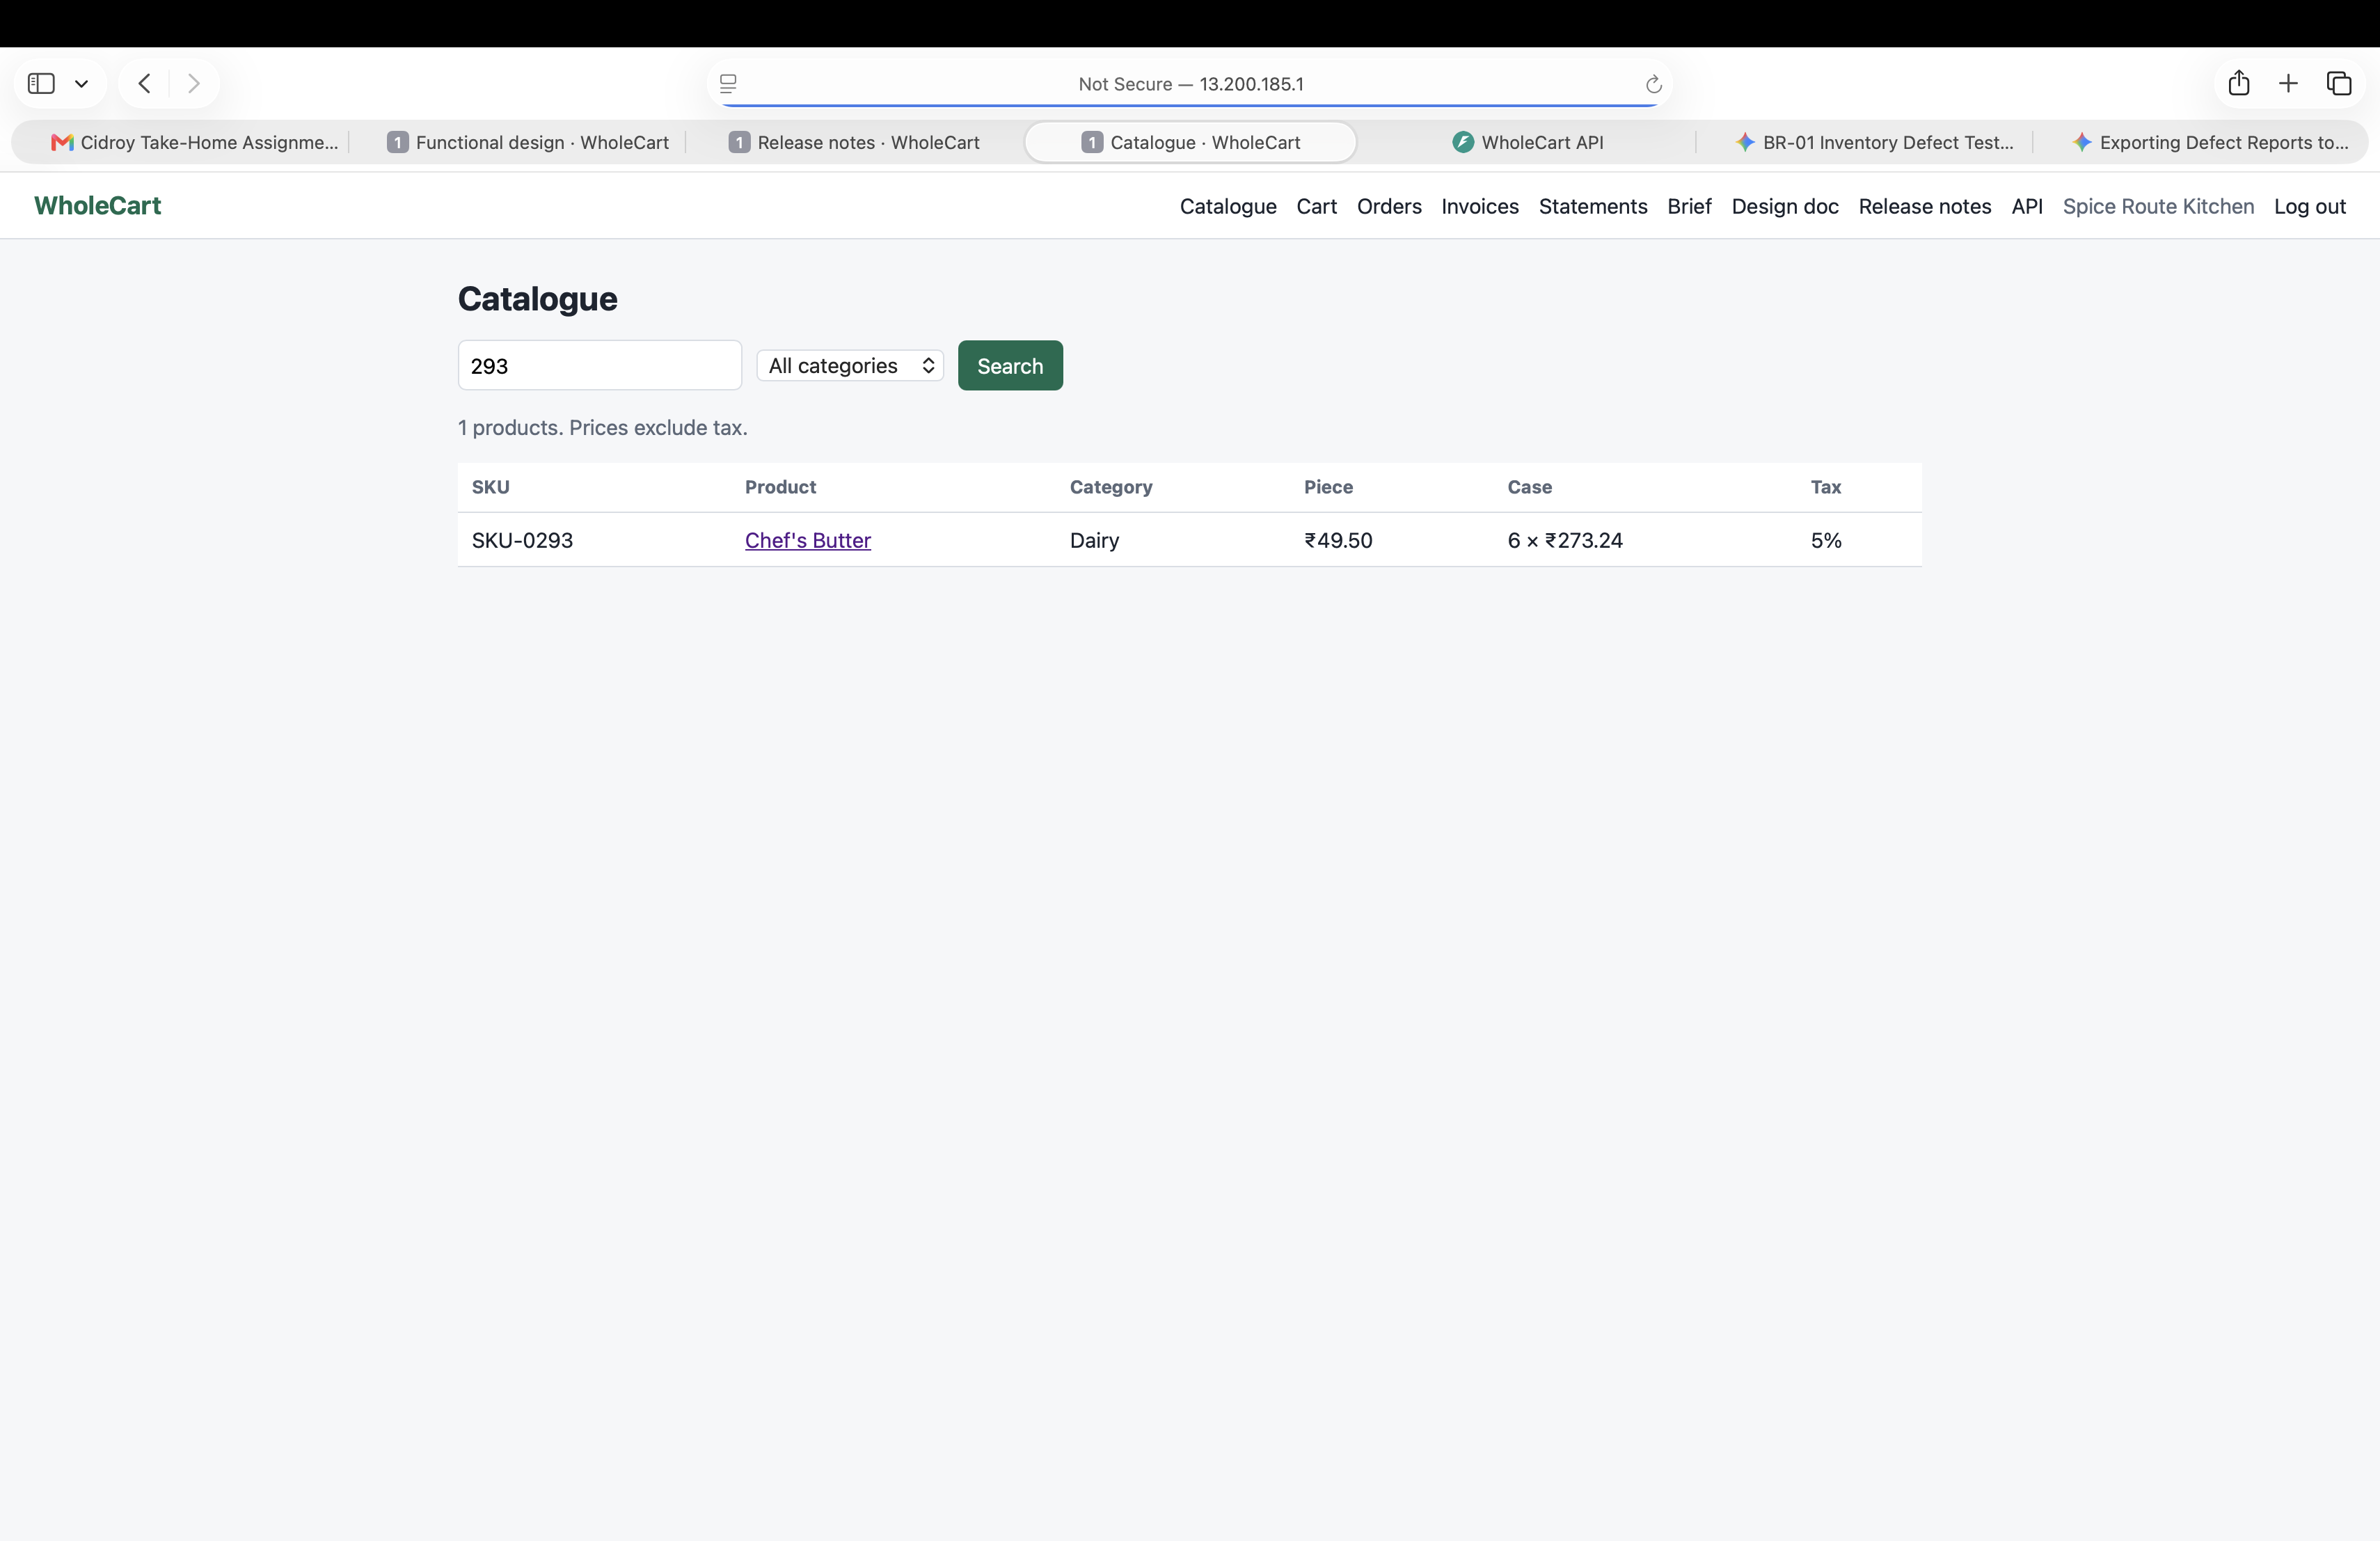 Not Secure — 13.200.185.1
Cidroy Take-Home Assignme...
1 Functional design · WholeCart
1 Release notes · WholeCart
1 Catalogue · WholeCart
WholeCart API
BR-01 Inventory Defect Test...
Exporting Defect Reports to...
WholeCart
Catalogue Cart Orders Invoices Statements Brief Design doc Release notes API Spice Route Kitchen Log out
Catalogue
293 All categories Search
1 products. Prices exclude tax.
SKU Product Category Piece Case Tax
SKU-0293 Chef's Butter Dairy ₹49.50 6 × ₹273.24 5%